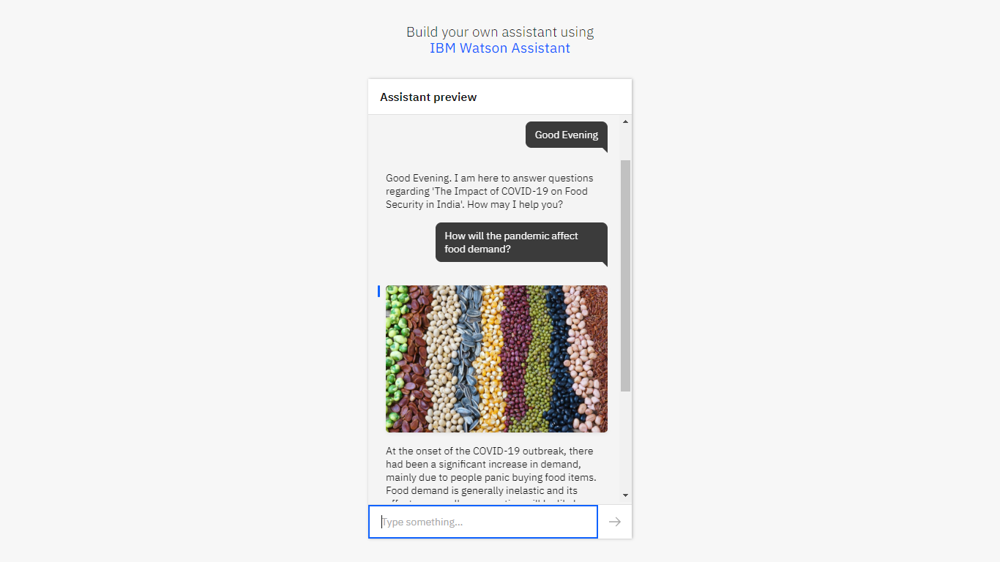 Build your own assistant using
IBM Watson Assistant
Assistant preview
Good Evening
Good Evening. I am here to answer questions
regarding 'The Impact of COVID-19 on Food
Security in India'. How may I help you?
How will the pandemic affect
food demand?
At the onset of the COVID-19 outbreak, there
had been a significant increase in demand,
mainly due to people panic buying food items.
Food demand is generally inelastic and its
Type something...